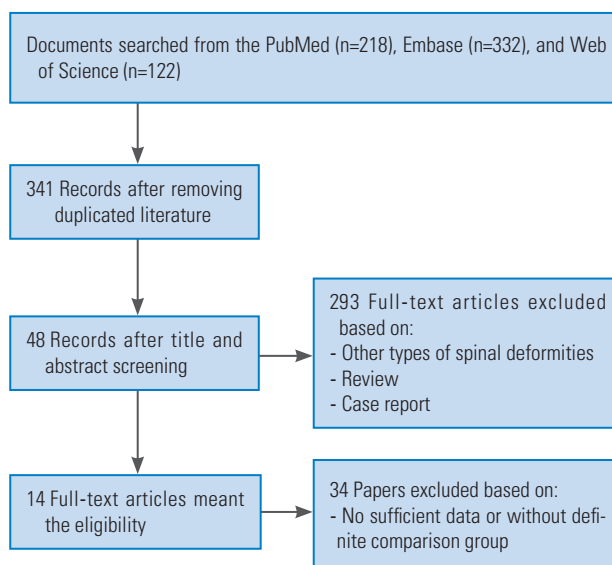 Documents searched from the PubMed (n=218), Embase (n=332), and Web
of Science (n=122)
341 Records after removing
duplicated literature
48 Records after title and
abstract screening
293 Full-text articles excluded
based on:
- Other types of spinal deformities
- Review
- Case report
14 Full-text articles meant
the eligibility
34 Papers excluded based on:
- No sufficient data or without defi-
nite comparison group